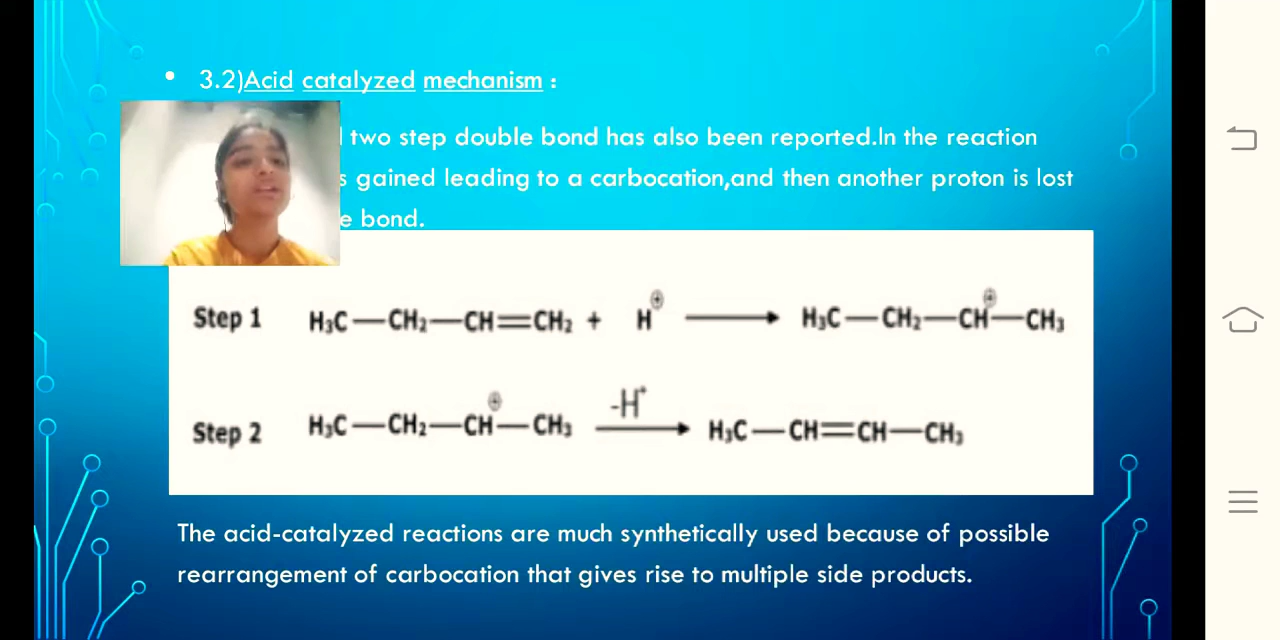 • 3.2)Acid catalyzed mechanism :
two step double bond has also been reported.In the reaction
gained leading to a carbocation,and then another proton is lost
bond.
Step 1 H₃C—CH₂—CH=CH₂ + H⊕ → H₃C—CH₂—CH⊕—CH₃
Step 2 H₃C—CH₂—CH⊕—CH₃ -H⁺ → H₃C—CH=CH—CH₃
The acid-catalyzed reactions are much synthetically used because of possible
rearrangement of carbocation that gives rise to multiple side products.